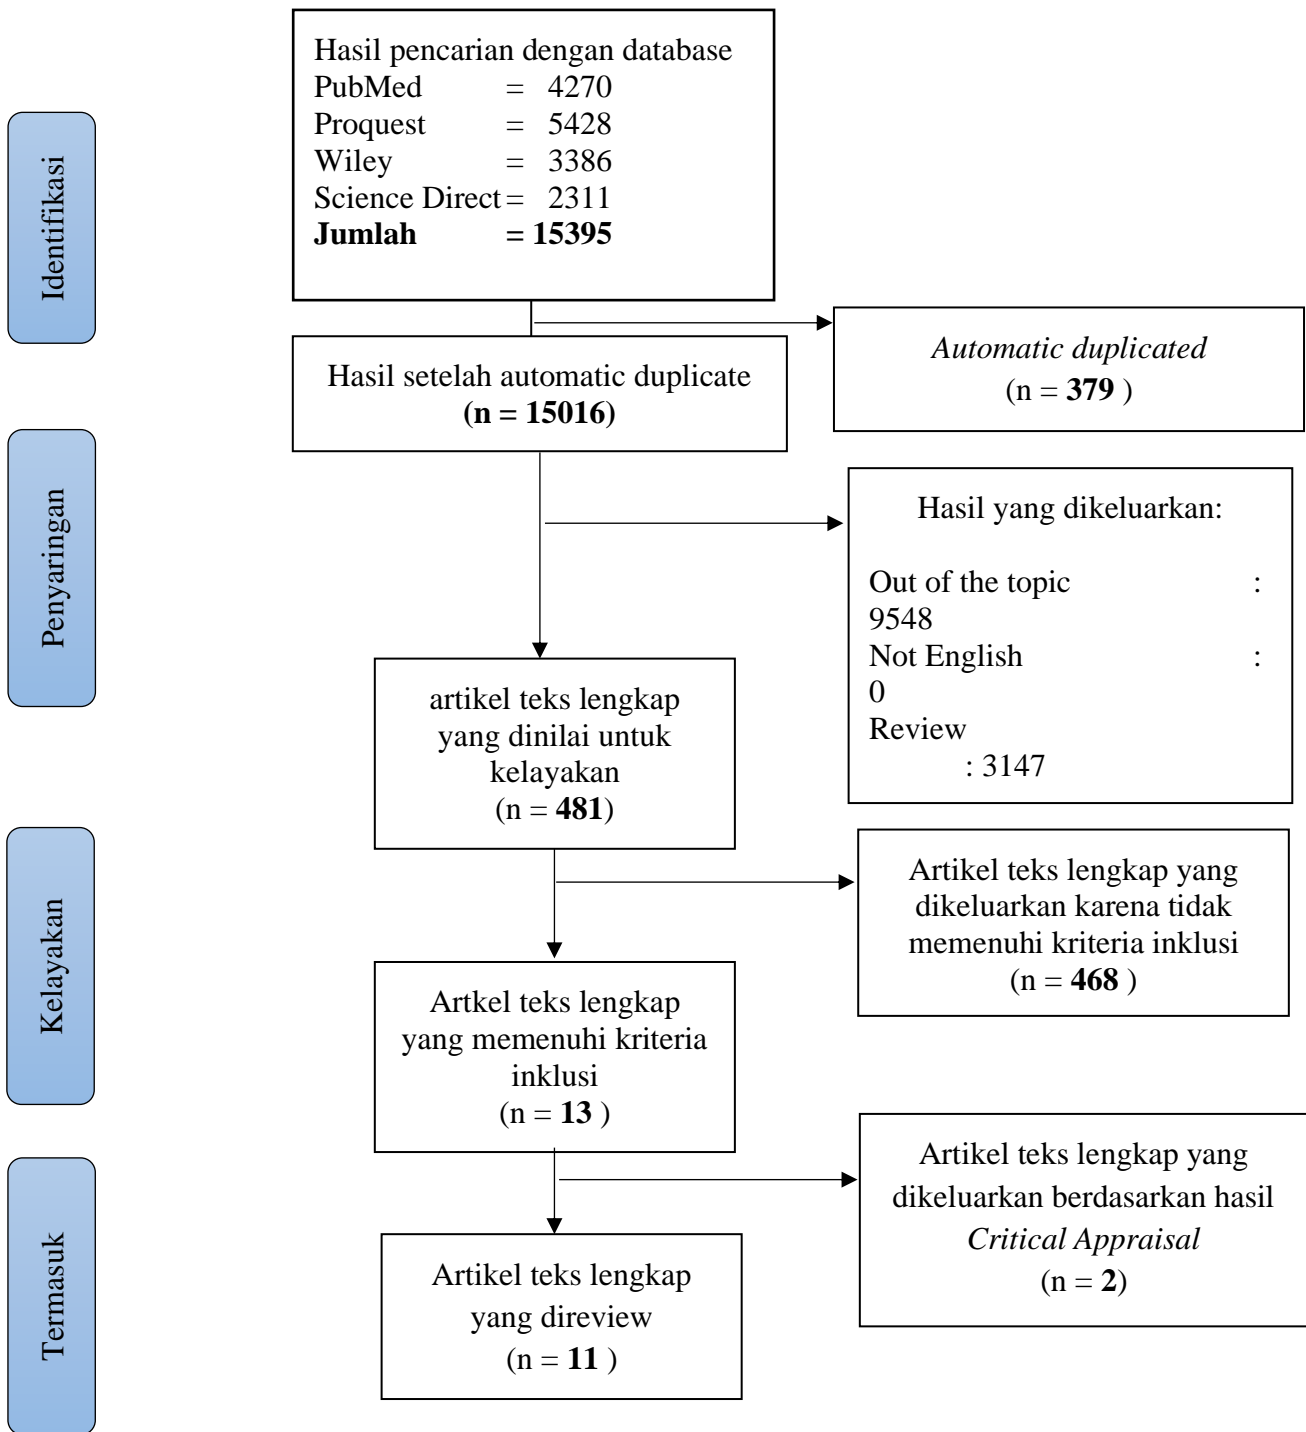 Hasil pencarian dengan database
PubMed = 4270
Proquest = 5428
Wiley = 3386
Science Direct = 2311
Jumlah = 15395
Identifikasi
Automatic duplicated
(n = 379 )
Hasil setelah automatic duplicate
(n = 15016)
Penyaringan
Hasil yang dikeluarkan:
Out of the topic :
9548
Not English :
0
Review
: 3147
artikel teks lengkap
yang dinilai untuk
kelayakan
(n = 481)
Kelayakan
Artikel teks lengkap yang
dikeluarkan karena tidak
memenuhi kriteria inklusi
(n = 468 )
Artkel teks lengkap
yang memenuhi kriteria
inklusi
(n = 13 )
Termasuk
Artikel teks lengkap yang
dikeluarkan berdasarkan hasil
Critical Appraisal
(n = 2)
Artikel teks lengkap
yang direview
(n = 11 )